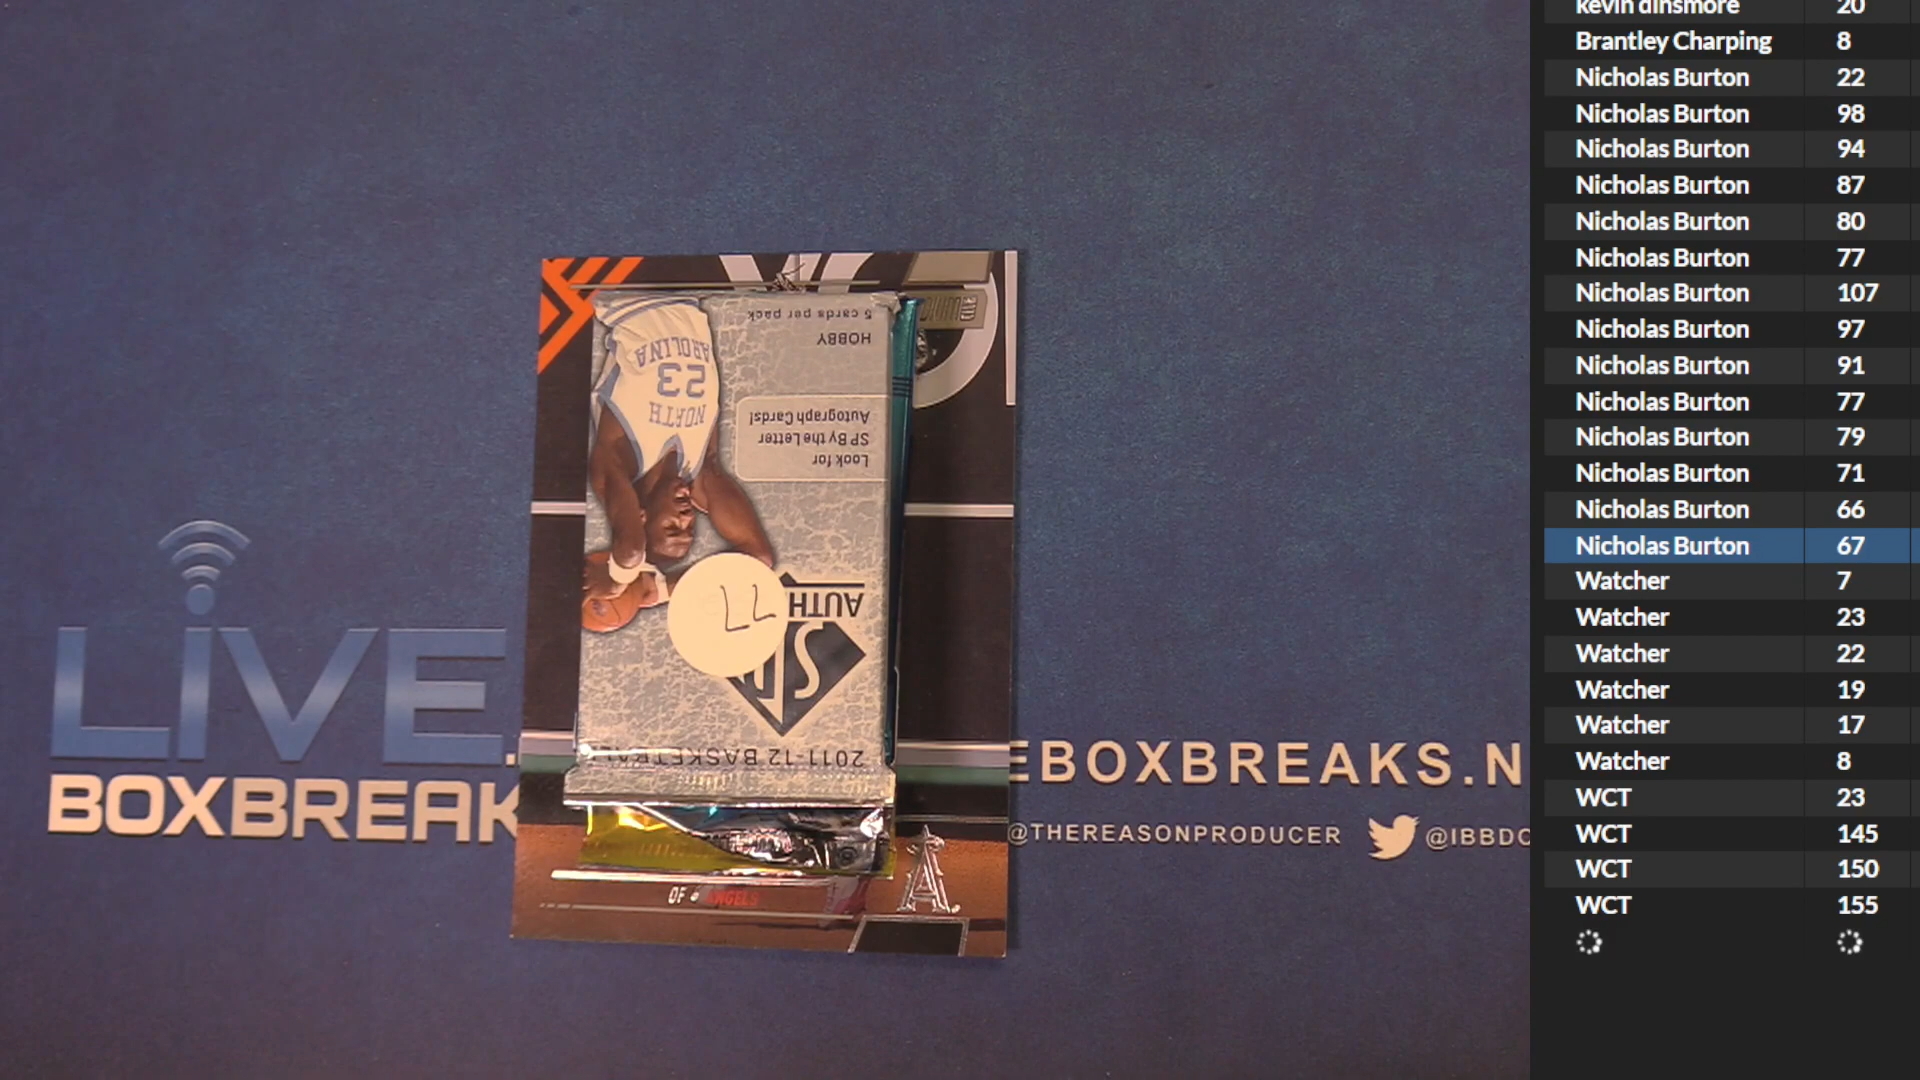 kevin dinsmore 20
Brantley Charping 8
Nicholas Burton 22
Nicholas Burton 98
Nicholas Burton 94
Nicholas Burton 87
Nicholas Burton 80
Nicholas Burton 77
Nicholas Burton 107
Nicholas Burton 97
Nicholas Burton 91
Nicholas Burton 77
Nicholas Burton 79
Nicholas Burton 71
Nicholas Burton 66
Nicholas Burton 67
Watcher 7
Watcher 23
Watcher 22
Watcher 19
Watcher 17
Watcher 8
WCT 23
WCT 145
WCT 150
WCT 155
2011-12 BASKETBALL
SP
AUTH
77
Look for
SP By the Letter
Autograph Cards!
HOBBY
5 cards per pack
NORTH
23
AROLINA
OF
ANGELS
A
LIVE.
BOXBREAK
EBOXBREAKS.N
@THEREASONPRODUCER
@IBBDC